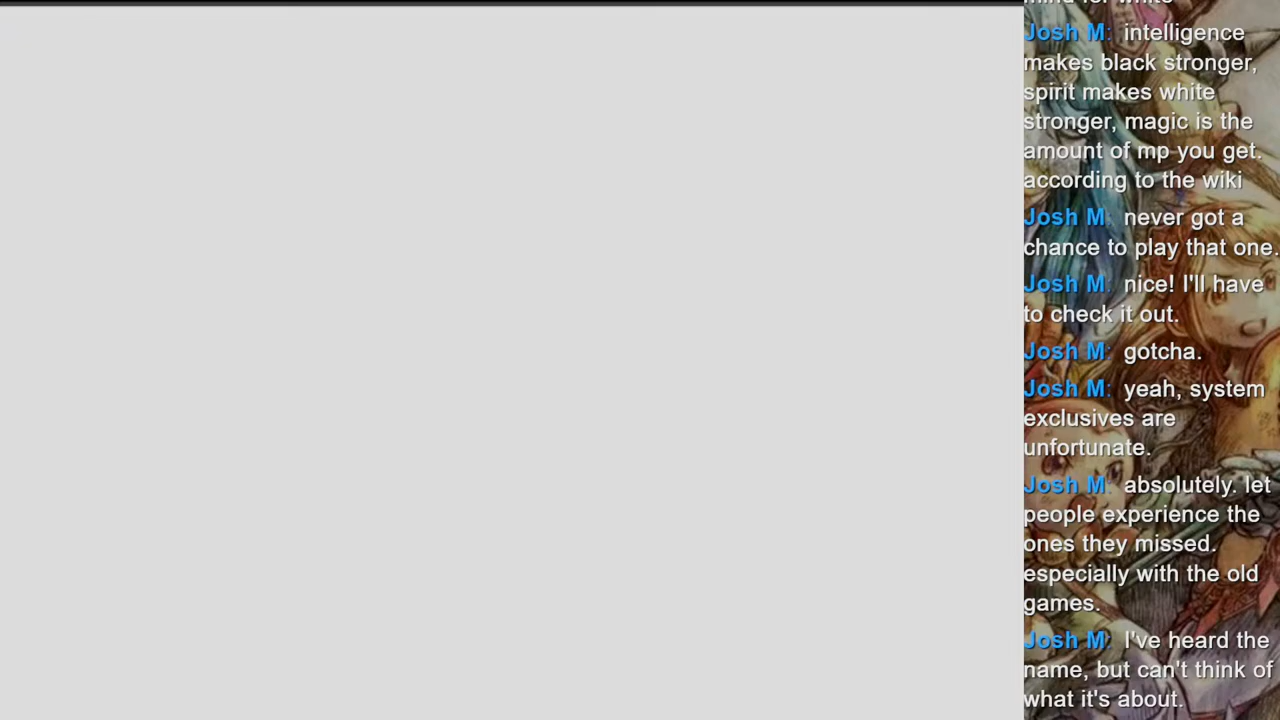 mind for white
Josh M: intelligence
makes black stronger,
spirit makes white
stronger, magic is the
amount of mp you get.
according to the wiki
Josh M: never got a
chance to play that one.
Josh M: nice! I'll have
to check it out.
Josh M: gotcha.
Josh M: yeah, system
exclusives are
unfortunate.
Josh M: absolutely. let
people experience the
ones they missed.
especially with the old
games.
Josh M: I've heard the
name, but can't think of
what it's about.